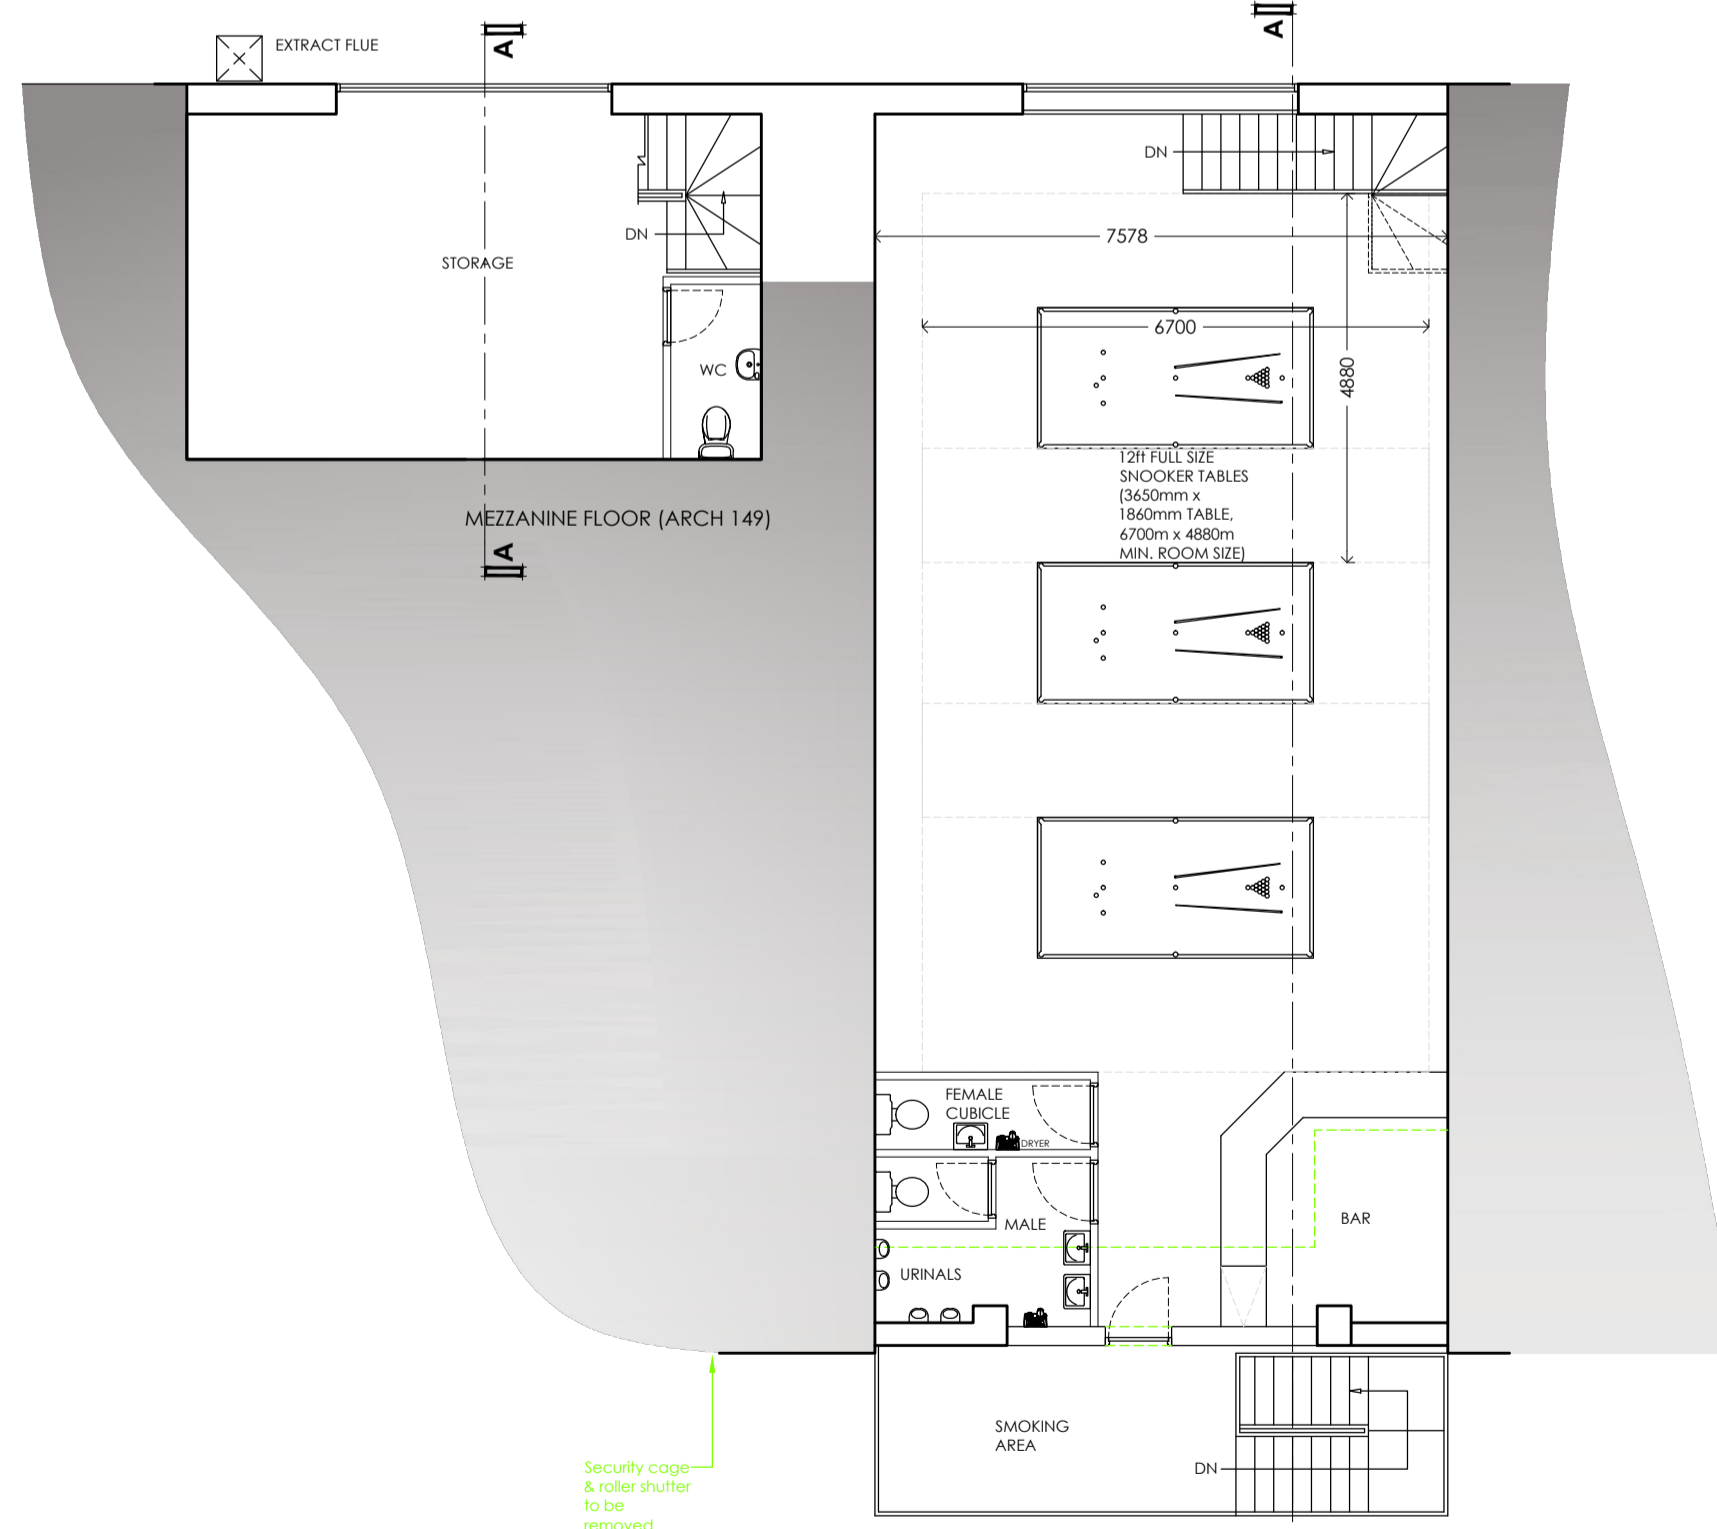 EXTRACT FLUE
A
A
DN
7578
DN
STORAGE
6700
4880
WC
12ft FULL SIZE
SNOOKER TABLES
(3650mm x
1860mm TABLE,
6700m x 4880m
MIN. ROOM SIZE)
MEZZANINE FLOOR (ARCH 149)
A
FEMALE
CUBICLE
DRYER
MALE
BAR
URINALS
SMOKING
AREA
DN
Security cage
& roller shutter
to be
removed